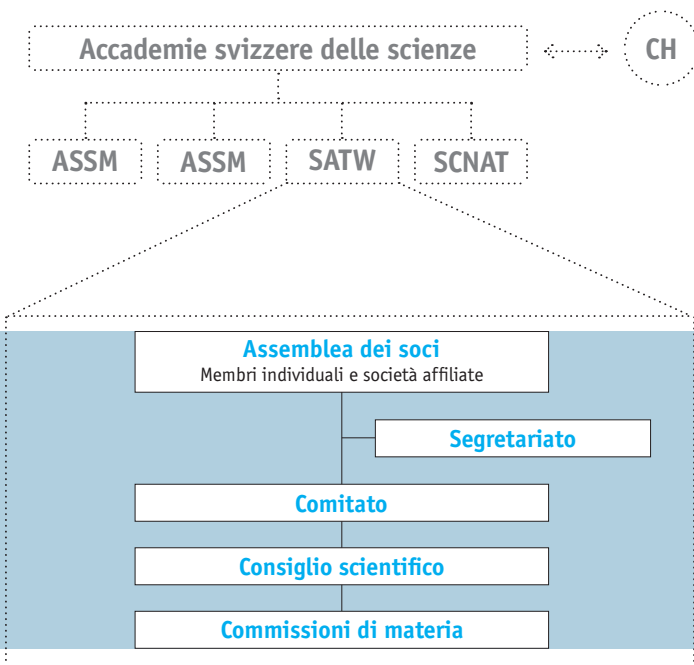 Accademie svizzere delle scienze
CH
ASSM
ASSM
SATW
SCNAT
Assemblea dei soci
Membri individuali e società affiliate
Segretariato
Comitato
Consiglio scientifico
Commissioni di materia